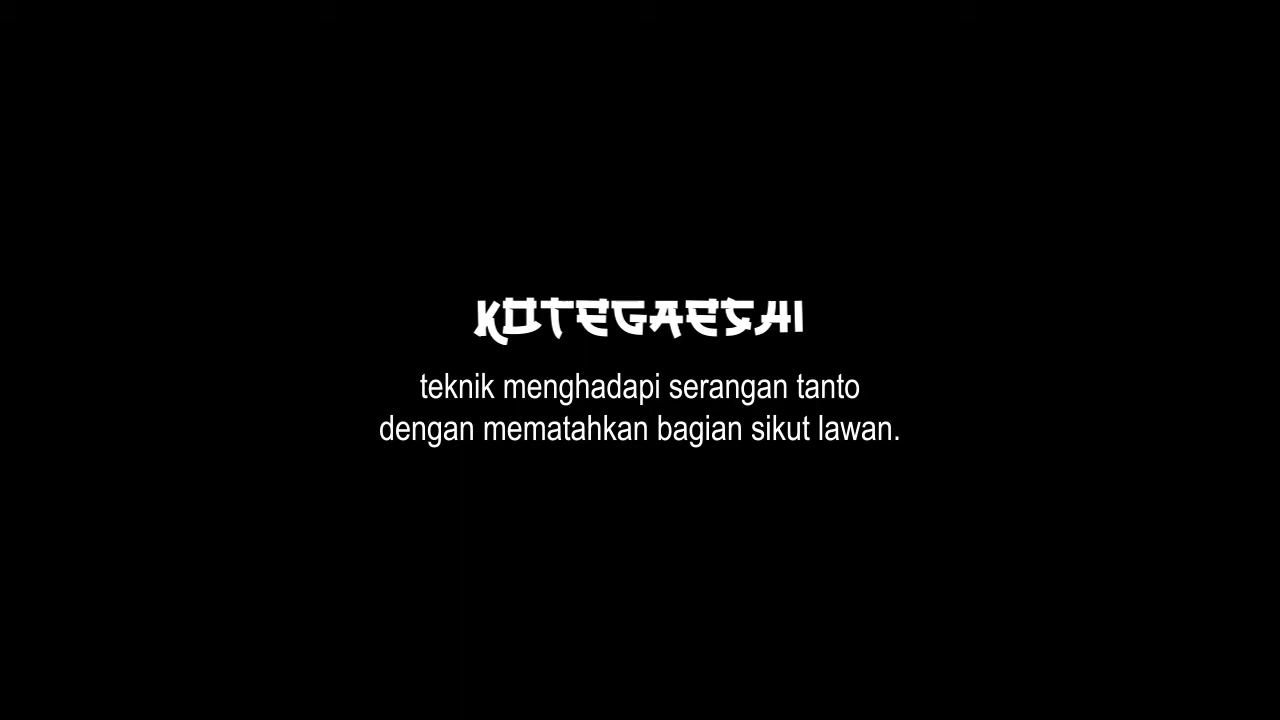 KOTEGAESHI
teknik menghadapi serangan tanto
dengan mematahkan bagian sikut lawan.